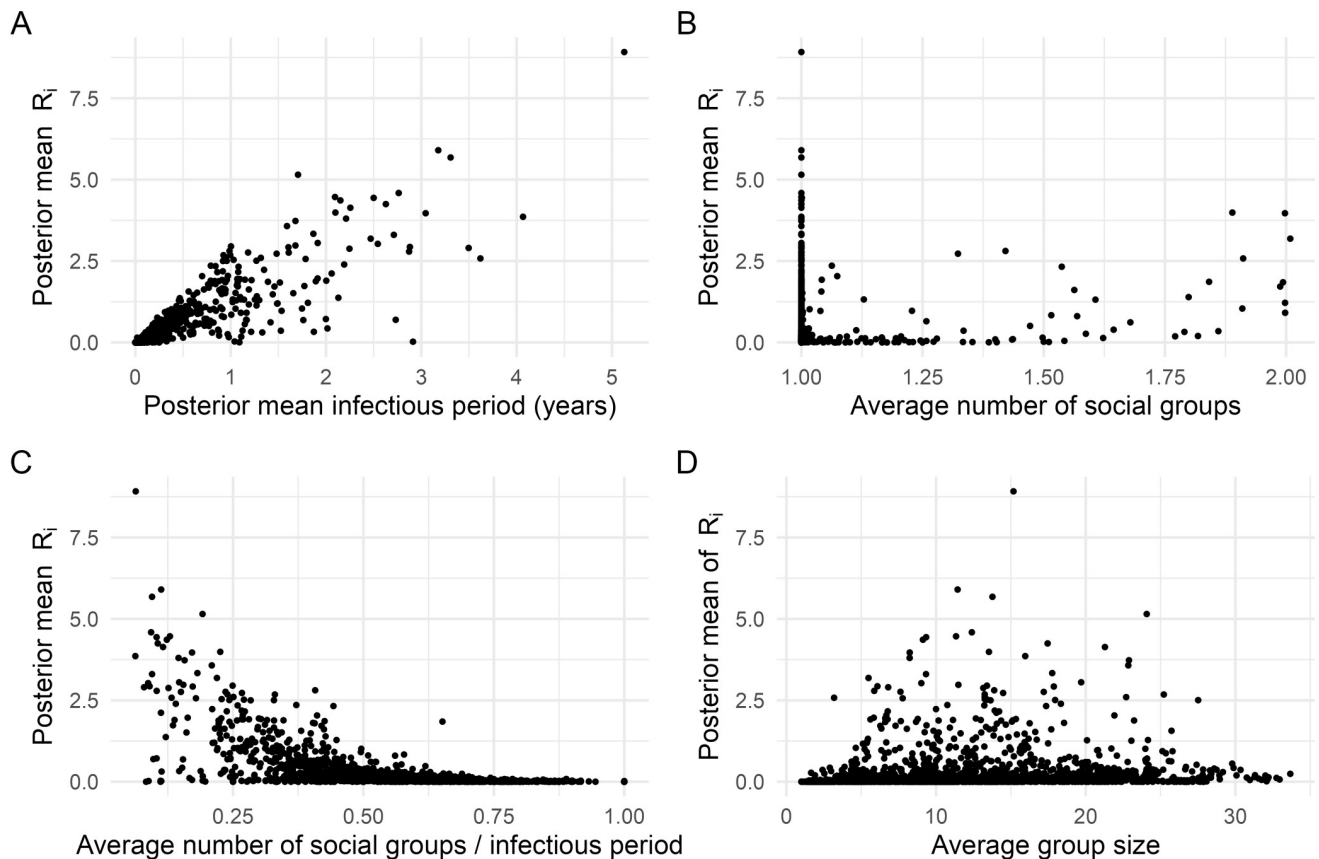 A
Posterior mean R_i
7.5
5.0
2.5
0.0
0 1 2 3 4 5
Posterior mean infectious period (years)
B
Posterior mean R_i
7.5
5.0
2.5
0.0
1.00 1.25 1.50 1.75 2.00
Average number of social groups
C
Posterior mean R_i
7.5
5.0
2.5
0.0
0.25 0.50 0.75 1.00
Average number of social groups / infectious period
D
Posterior mean of R_i
7.5
5.0
2.5
0.0
0 10 20 30
Average group size